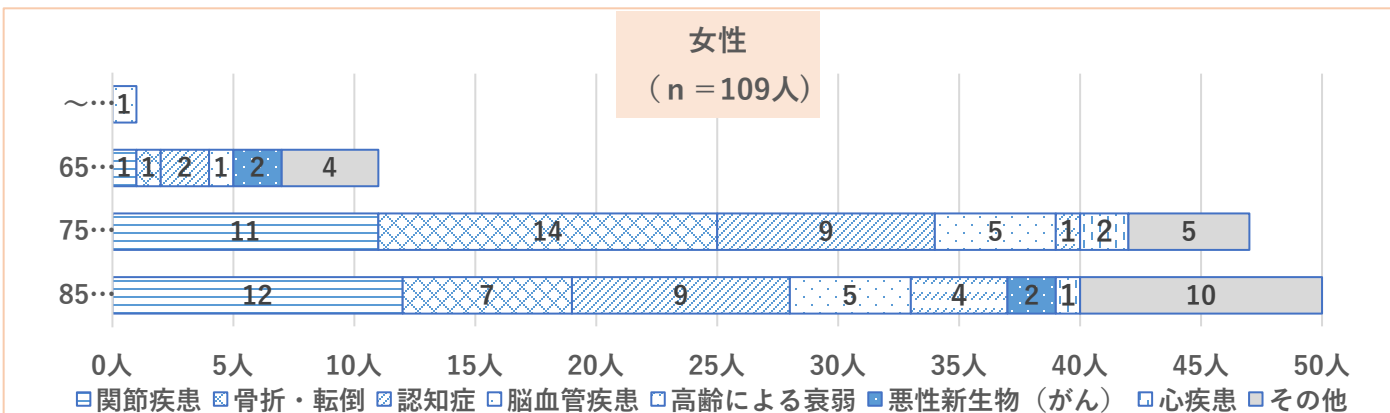 女性
（n＝109人）
～… 1
65… 1 1 2 1 2 4
75… 11 14 9 5 1 2 5
85… 12 7 9 5 4 2 1 10
0人 5人 10人 15人 20人 25人 30人 35人 40人 45人 50人
関節疾患 骨折・転倒 認知症 脳血管疾患 高齢による衰弱 悪性新生物（がん） 心疾患 その他